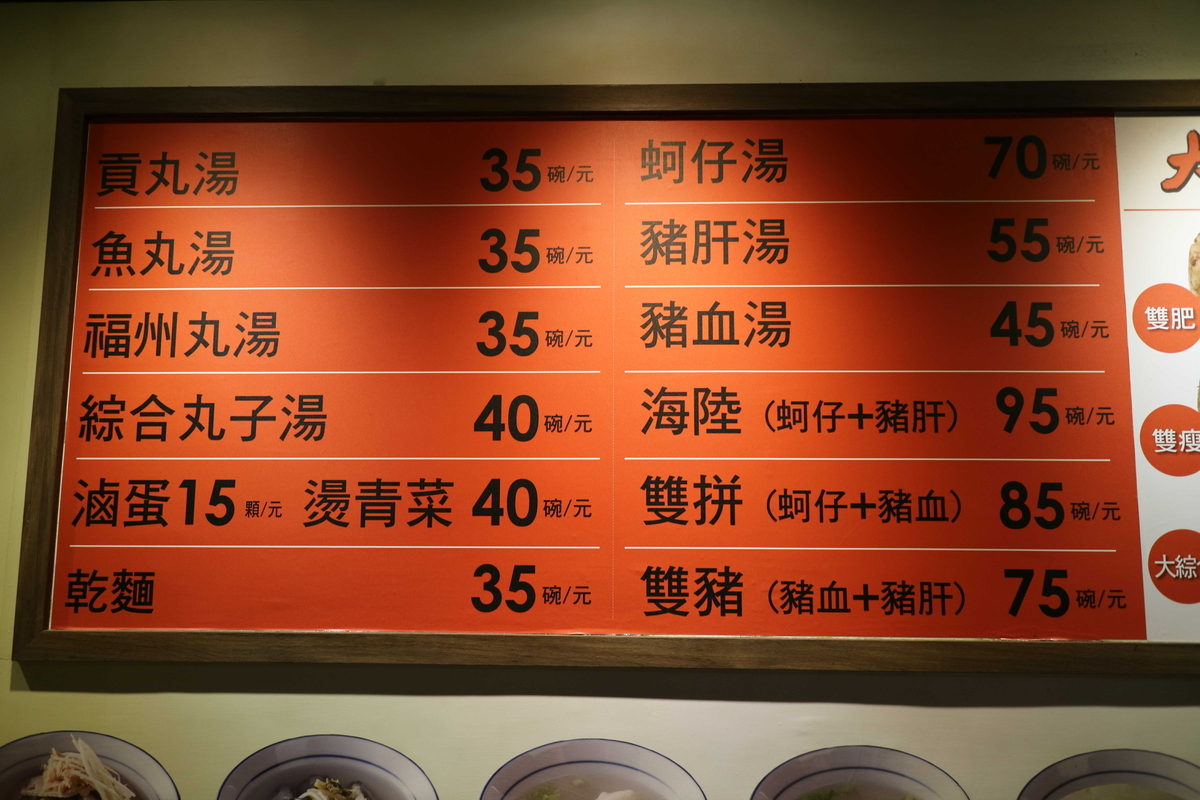 貢丸湯 35 碗/元
魚丸湯 35 碗/元
福州丸湯 35 碗/元
綜合丸子湯 40 碗/元
滷蛋15 顆/元 燙青菜 40 碗/元
乾麵 35 碗/元
蚵仔湯 70 碗/元
豬肝湯 55 碗/元
豬血湯 45 碗/元
海陸(蚵仔+豬肝) 95 碗/元
雙拼(蚵仔+豬血) 85 碗/元
雙豬(豬血+豬肝) 75 碗/元
雙肥
雙瘦
大綜